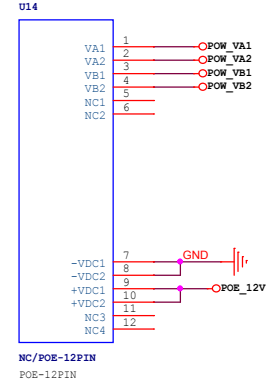 U14
VA1 1 POW_VA1
VA2 2 POW_VA2
VB1 3 POW_VB1
VB2 4 POW_VB2
NC1 5
NC2 6
-VDC1 7 GND
-VDC2 8
+VDC1 9 POE_12V
+VDC2 10
NC3 11
NC4 12
NC/POE-12PIN
POE-12PIN